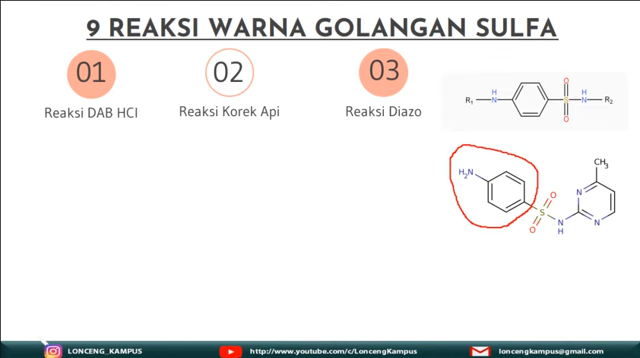 9 REAKSI WARNA GOLANGAN SULFA
01
Reaksi DAB HCl
02
Reaksi Korek Api
03
Reaksi Diazo
R1 H N O S O H N R2
H2N O S O N H N N CH3
LONCENG_KAMPUS
http://www.youtube.com/c/LoncengKampus
loncengkampus@gmail.com